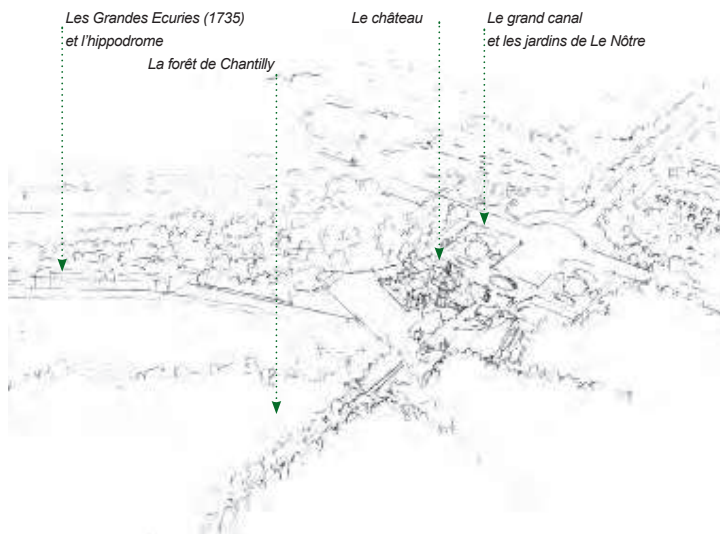 Les Grandes Ecuries (1735)
et l'hippodrome
La forêt de Chantilly
Le château
Le grand canal
et les jardins de Le Nôtre